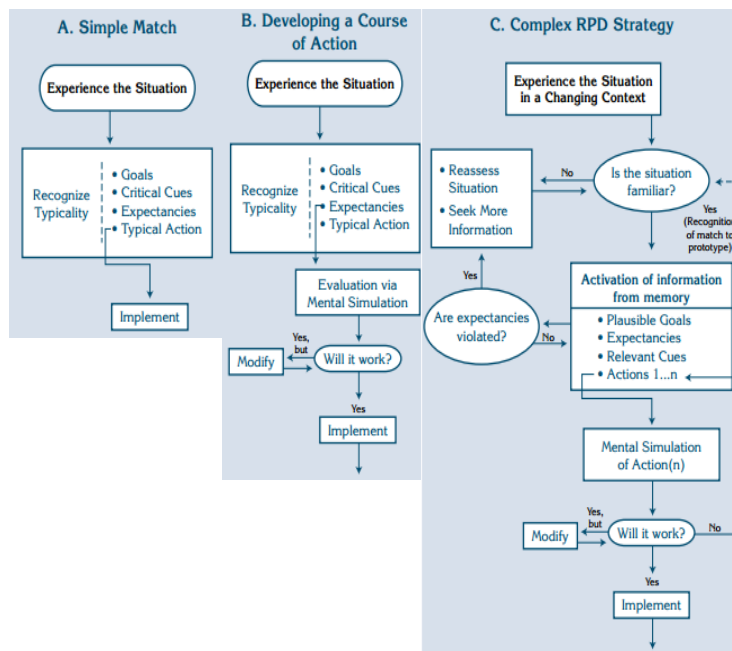 A. Simple Match
Experience the Situation
Recognize
Typicality
• Goals
• Critical Cues
• Expectancies
• Typical Action
Implement
B. Developing a Course
of Action
Experience the Situation
Recognize
Typicality
• Goals
• Critical Cues
• Expectancies
• Typical Action
Evaluation via
Mental Simulation
Yes,
but
Modify
Will it work?
Yes
Implement
C. Complex RPD Strategy
Experience the Situation
in a Changing Context
• Reassess
Situation
• Seek More
Information
No
Is the situation
familiar?
Yes
(Recognition
of match to
prototype)
Yes
Are expectancies
violated?
No
Activation of information
from memory
• Plausible Goals
• Expectancies
• Relevant Cues
• Actions 1...n
Mental Simulation
of Action(n)
Yes,
but
Modify
Will it work?
No
Yes
Implement